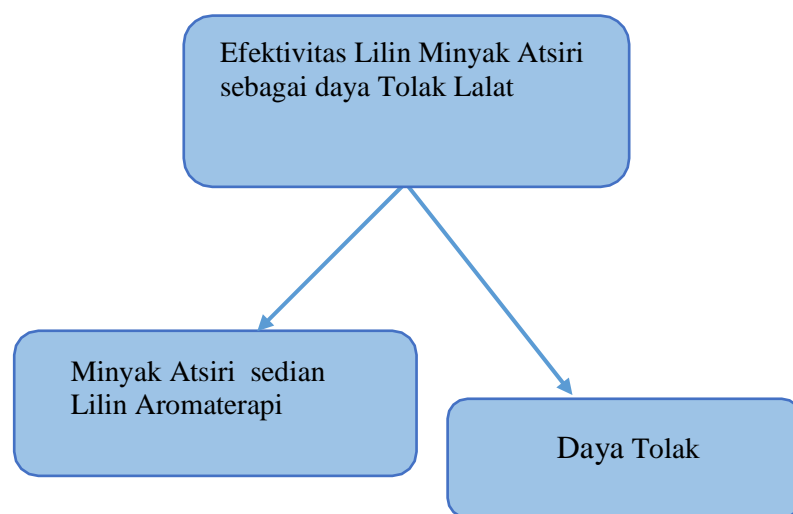 Efektivitas Lilin Minyak Atsiri
sebagai daya Tolak Lalat
Minyak Atsiri  sedian
Lilin Aromaterapi
Daya Tolak